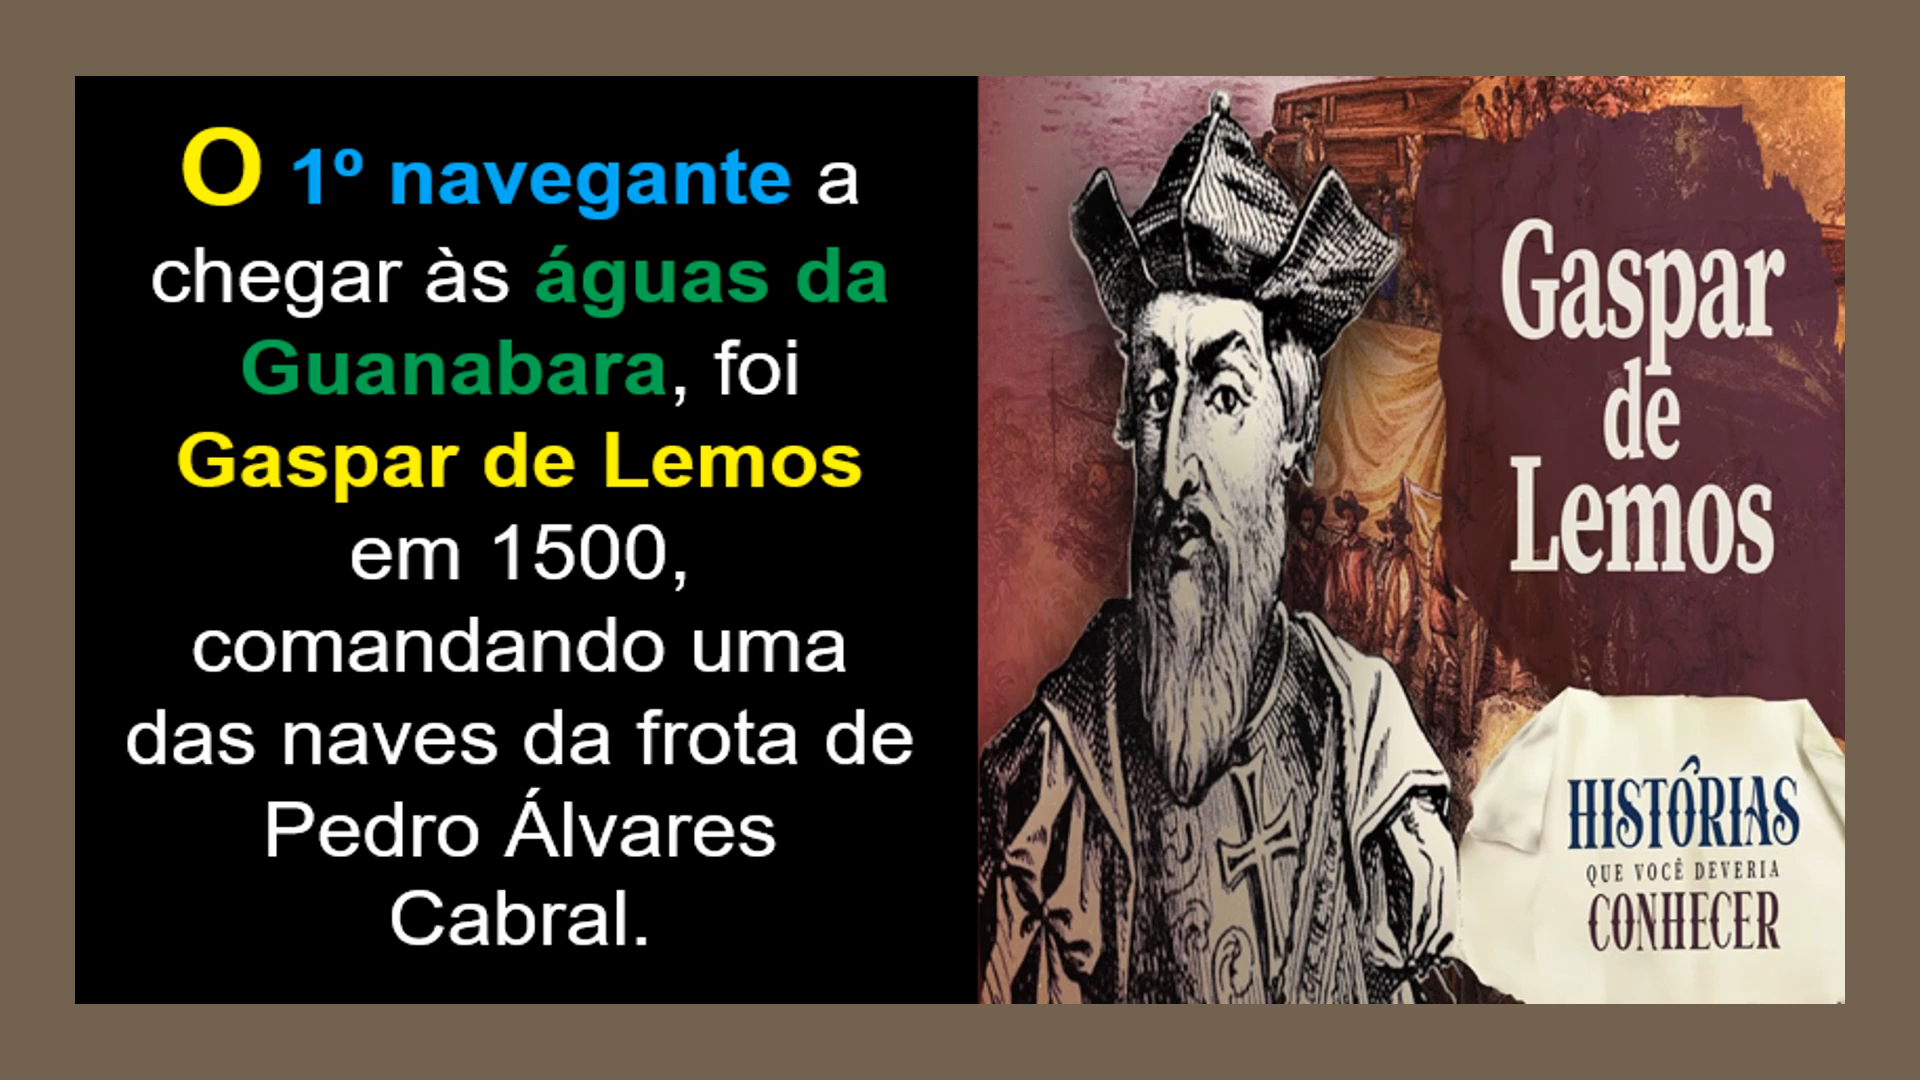 O 1º navegante a
chegar às águas da
Guanabara, foi
Gaspar de Lemos
em 1500,
comandando uma
das naves da frota de
Pedro Álvares
Cabral.
Gaspar
de
Lemos
HISTÓRIAS
QUE VOCÊ DEVERIA
CONHECER